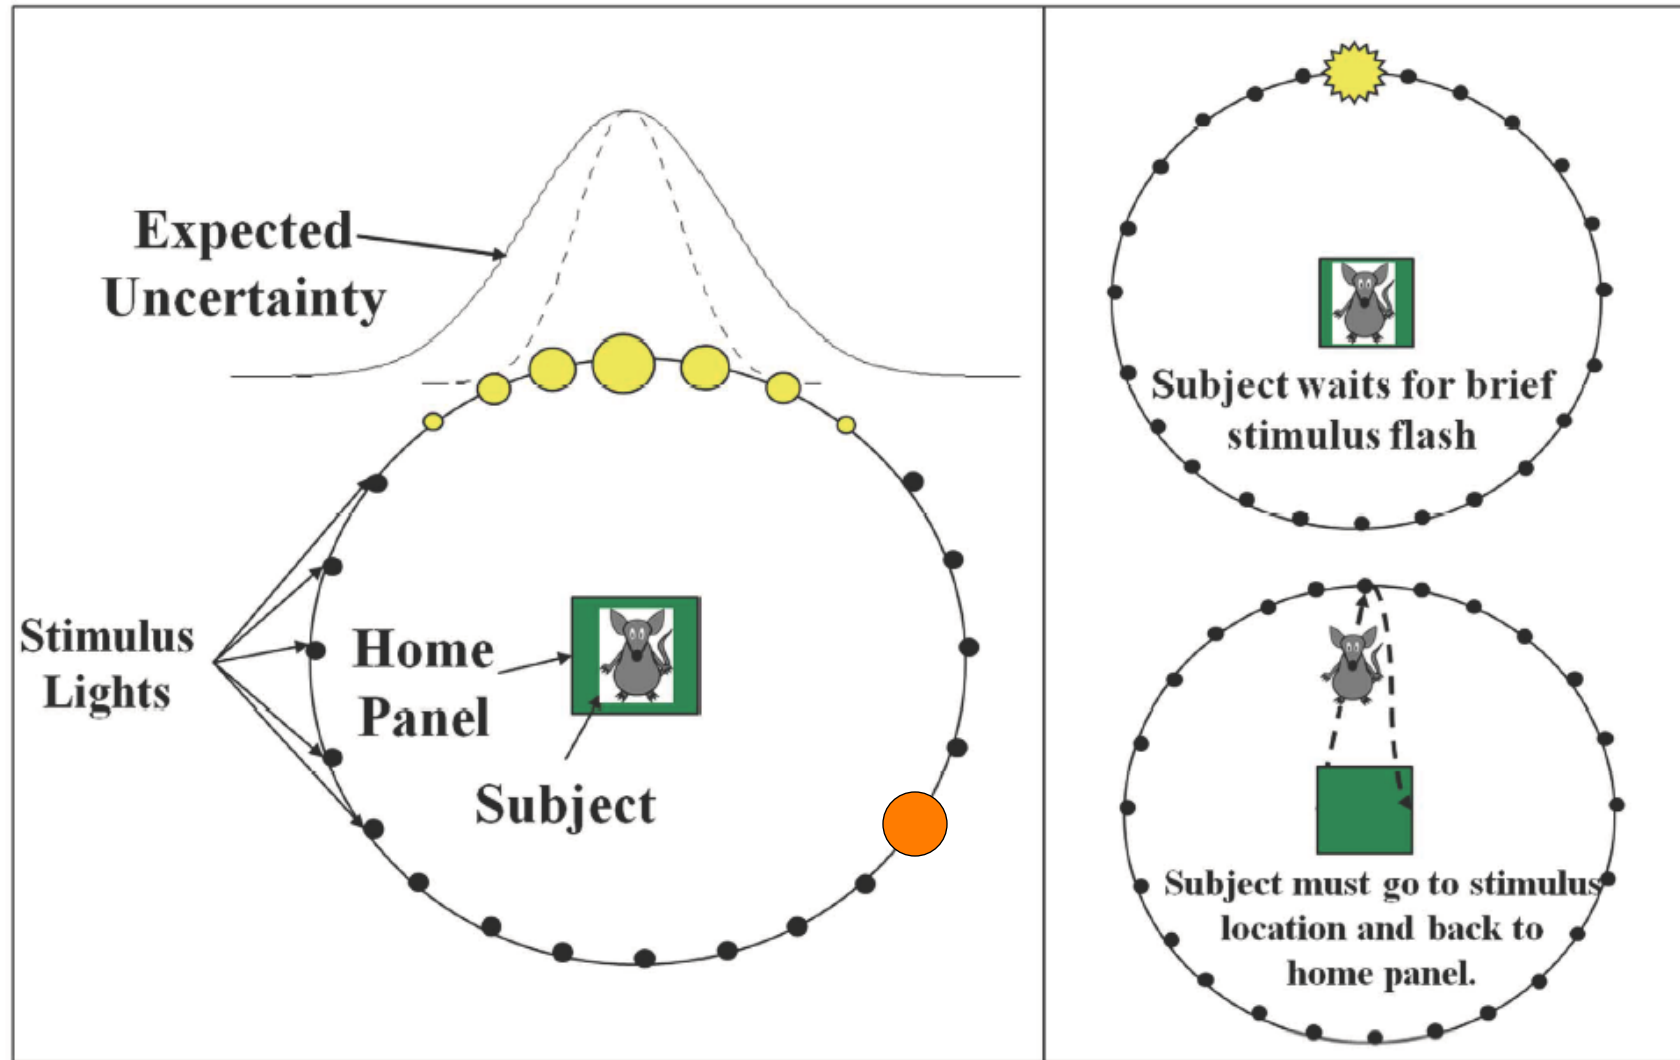 Expected
Uncertainty
Stimulus
Lights
Home
Panel
Subject
Subject waits for brief
stimulus flash
Subject must go to stimulus
location and back to
home panel.